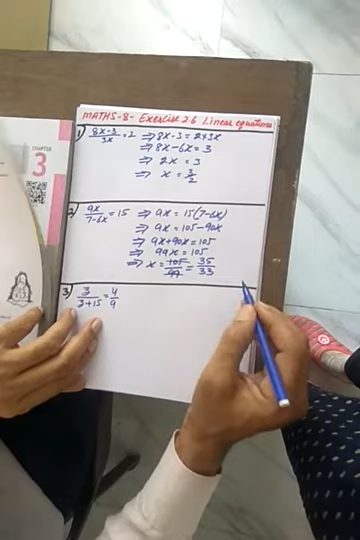 MATHS-8- Exercise 2.6 Linear equations
1) (8x-3)/3x = 2 ⇒ 8x-3 = 2×3x
⇒ 8x-6x = 3
⇒ 2x = 3
⇒ x = 3/2
2) 9x/(7-6x) = 15 ⇒ 9x = 15(7-6x)
⇒ 9x = 105-90x
⇒ 9x+90x = 105
⇒ 99x = 105
⇒ x = 105/99 = 35/33
3) 3/(3+15) = 4/9
CHAPTER
3